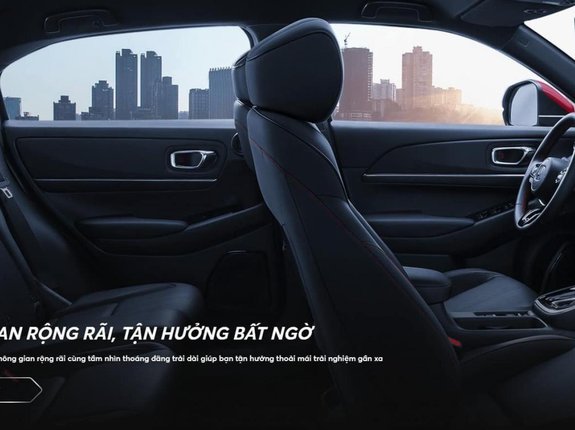 AN RỘNG RÃI, TẬN HƯỞNG BẤT NGỜ
hông gian rộng rãi cùng tầm nhìn thoáng đãng trải dài giúp bạn tận hưởng thoải mái trải nghiệm gần xa